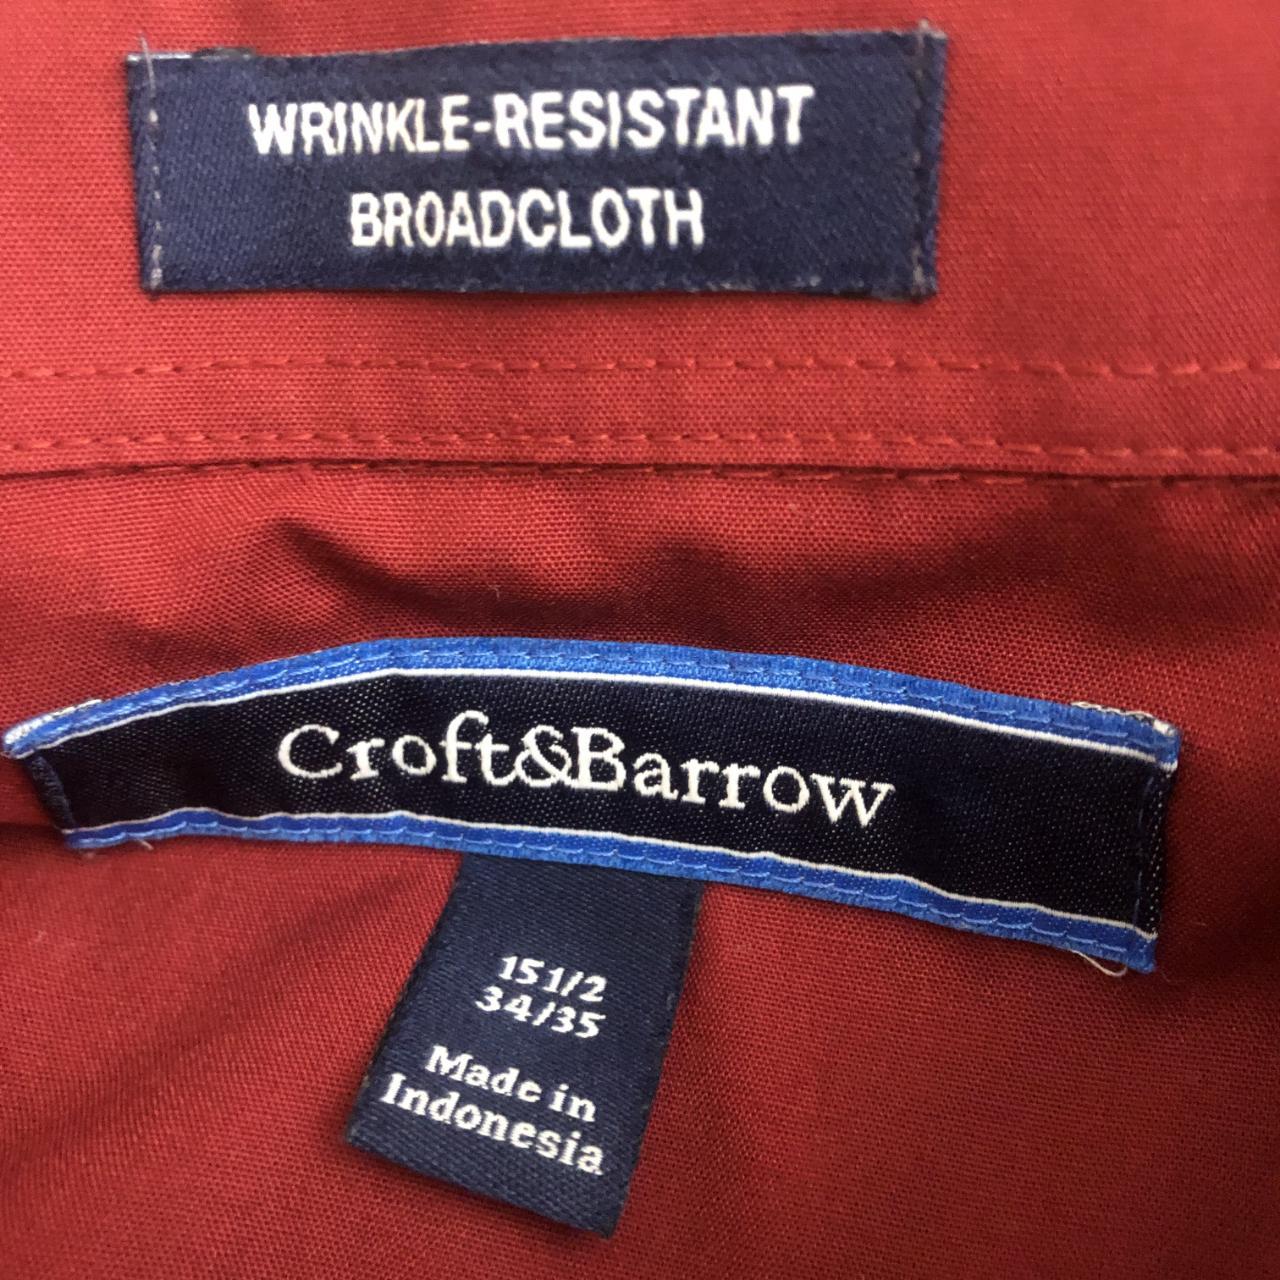 WRINKLE-RESISTANT
BROADCLOTH
Croft&Barrow
15 1/2
34/35
Made in
Indonesia